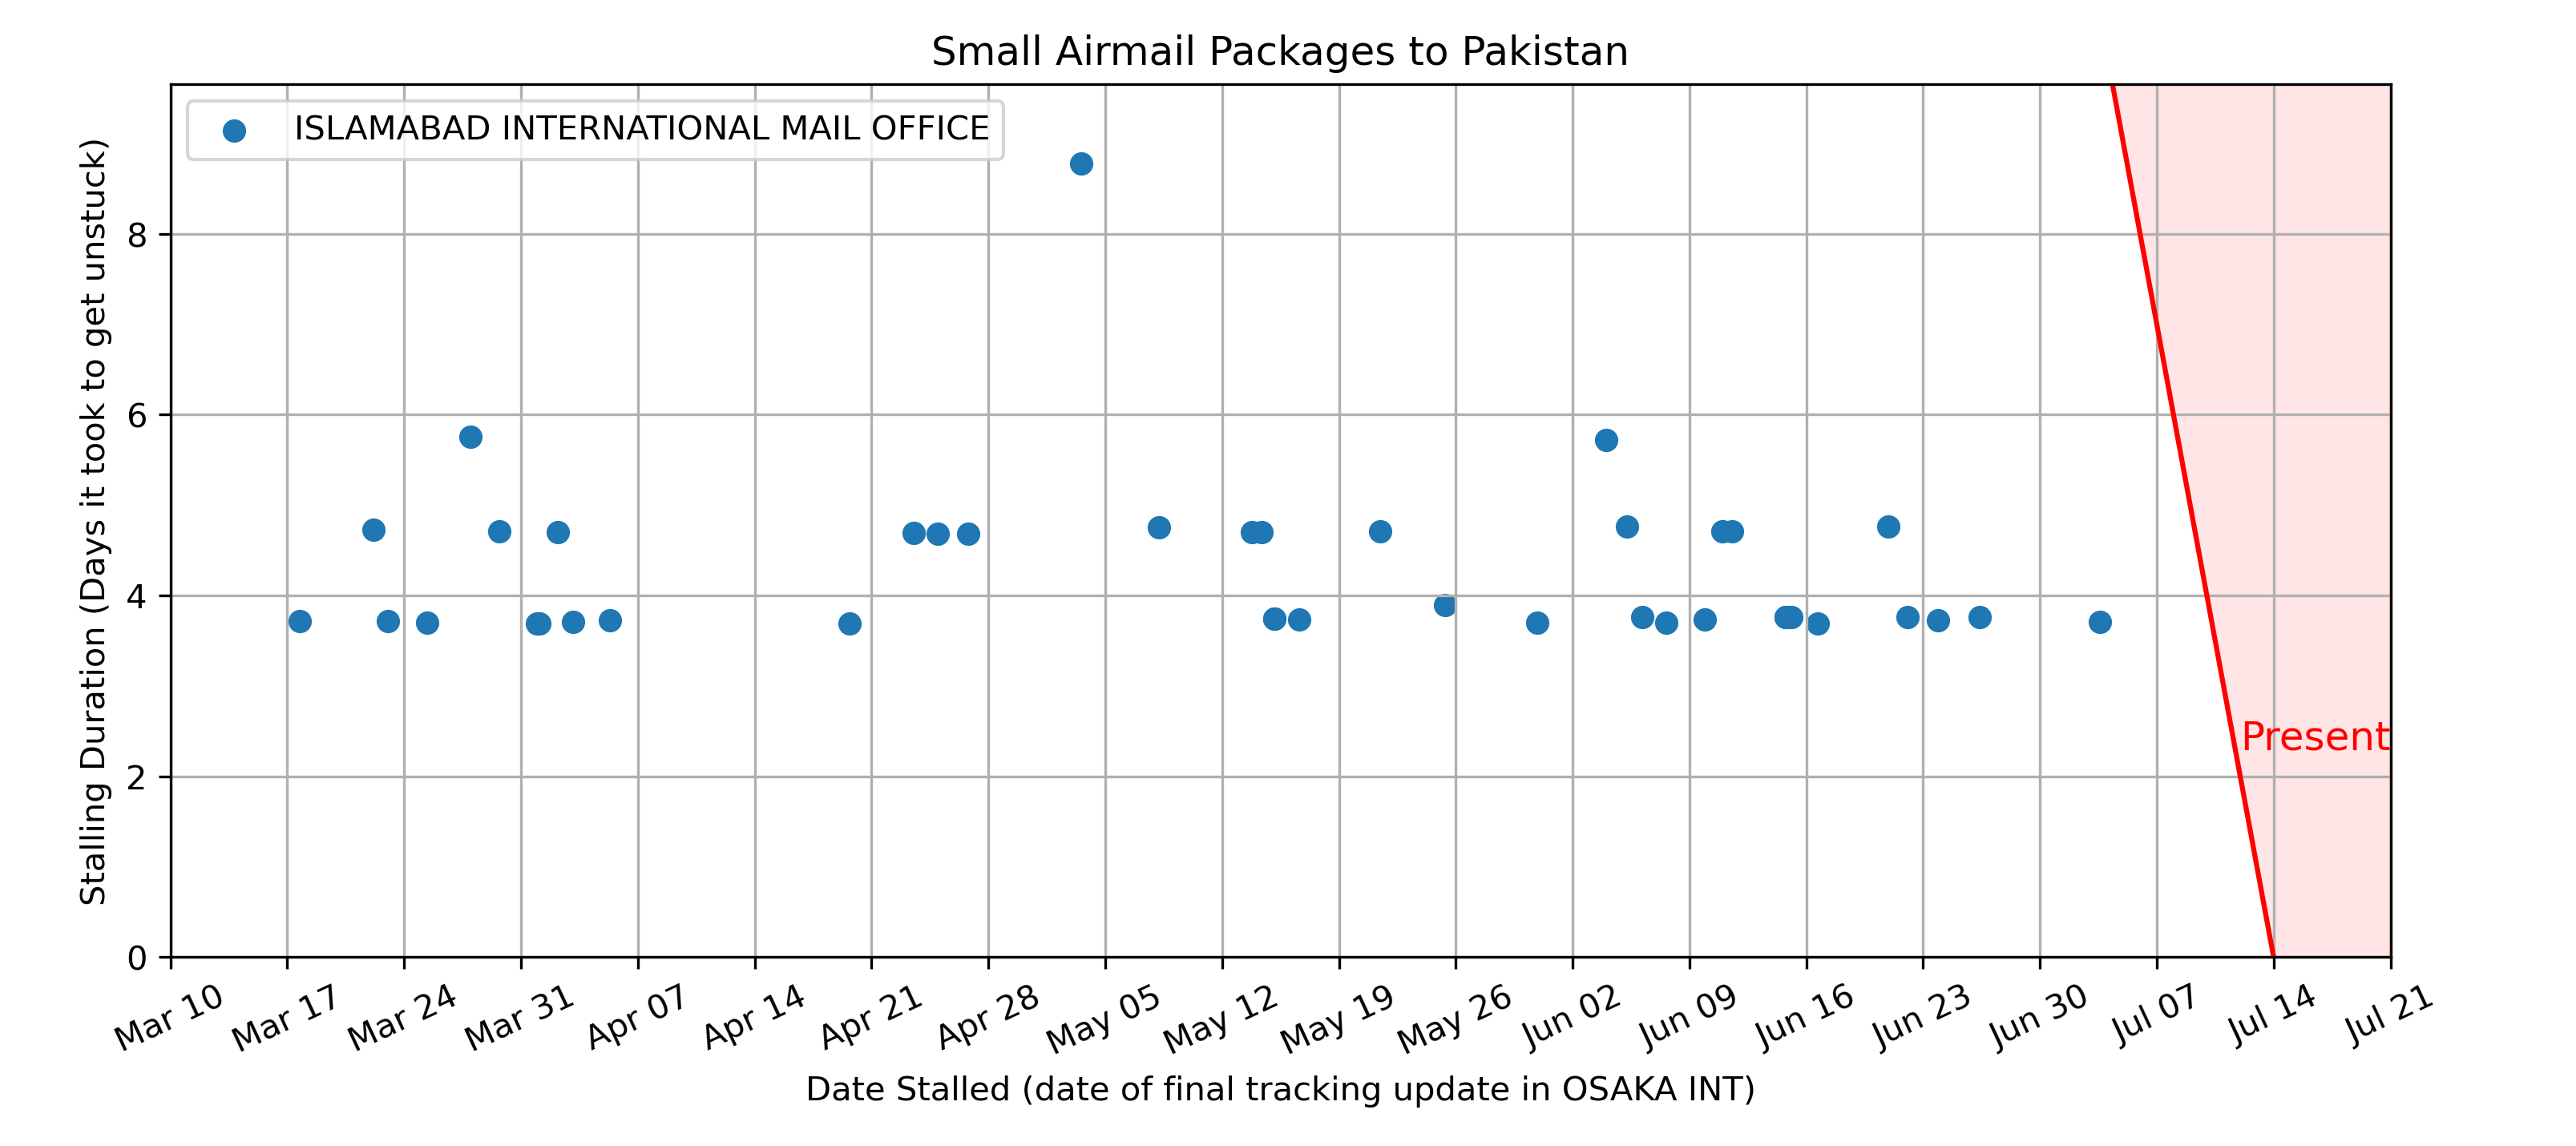 Small Airmail Packages to Pakistan
ISLAMABAD INTERNATIONAL MAIL OFFICE
Stalling Duration (Days it took to get unstuck)
8
6
4
2
0
Present
Mar 10 Mar 17 Mar 24 Mar 31 Apr 07 Apr 14 Apr 21 Apr 28 May 05 May 12 May 19 May 26 Jun 02 Jun 09 Jun 16 Jun 23 Jun 30 Jul 07 Jul 14 Jul 21
Date Stalled (date of final tracking update in OSAKA INT)